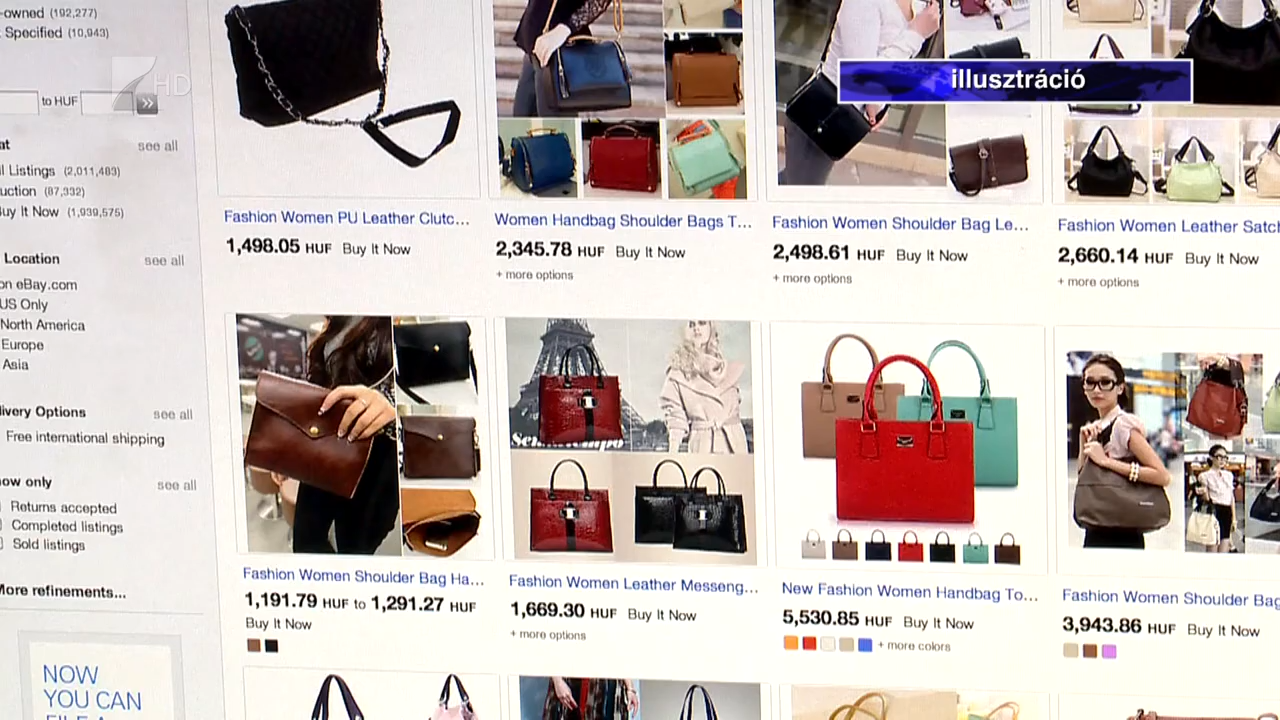 -owned (192,277)
Specified (10,943)
7 HD
illusztráció
to HUF
»
see all
Listings (2,011,483)
uction (87,332)
uy It Now (1,939,575)
Location
see all
on eBay.com
US Only
North America
Europe
Asia
ivery Options
see all
Free international shipping
ow only
see all
Returns accepted
Completed listings
Sold listings
More refinements...
NOW
YOU CAN
Fashion Women PU Leather Clutc...
1,498.05 HUF Buy It Now
Women Handbag Shoulder Bags T...
2,345.78 HUF Buy It Now
+ more options
Fashion Women Shoulder Bag Le...
2,498.61 HUF Buy It Now
+ more options
Fashion Women Leather Satch
2,660.14 HUF Buy It Now
+ more options
Fashion Women Shoulder Bag Ha...
1,191.79 HUF to 1,291.27 HUF
Buy It Now
Fashion Women Leather Messeng...
1,669.30 HUF Buy It Now
+ more options
New Fashion Women Handbag To...
5,530.85 HUF Buy It Now
+ more colors
Fashion Women Shoulder Bag
3,943.86 HUF Buy It Now